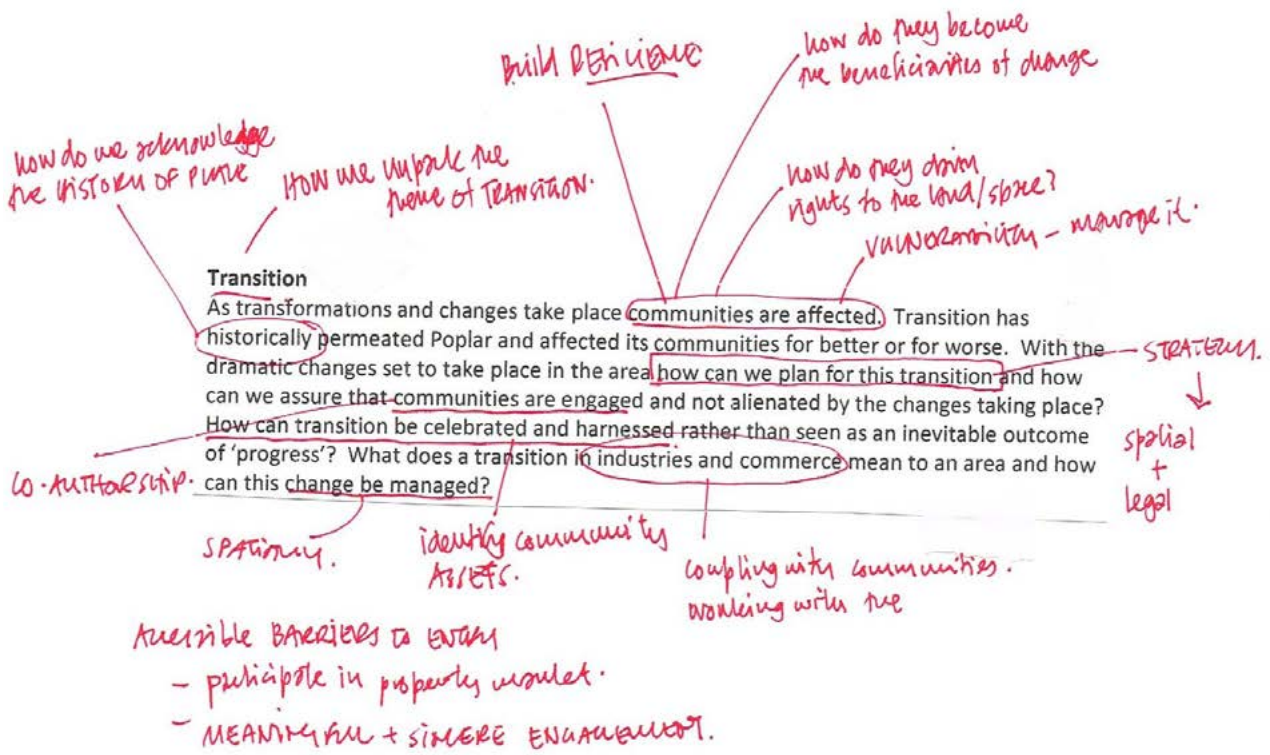 Build RESILIENCE
how do they become
the beneficiaries of change
how do we acknowledge
the HISTORY OF PLACE
HOW we unpack the
theme of TRANSITION.
how do they claim
rights to the land/space?
VULNERABILITY – manage it.
Transition
As transformations and changes take place communities are affected. Transition has
historically permeated Poplar and affected its communities for better or for worse. With the
dramatic changes set to take place in the area how can we plan for this transition and how
can we assure that communities are engaged and not alienated by the changes taking place?
How can transition be celebrated and harnessed rather than seen as an inevitable outcome
of 'progress'? What does a transition in industries and commerce mean to an area and how
can this change be managed?
STRATEGY.
spatial
+
legal
CO-AUTHORSHIP.
SPATIALLY.
identify community
ASSETS.
coupling with communities.
working with the
Accessible BARRIERS TO ENTRY
- participate in property market.
- MEANINGFUL + SINCERE ENGAGEMENT.